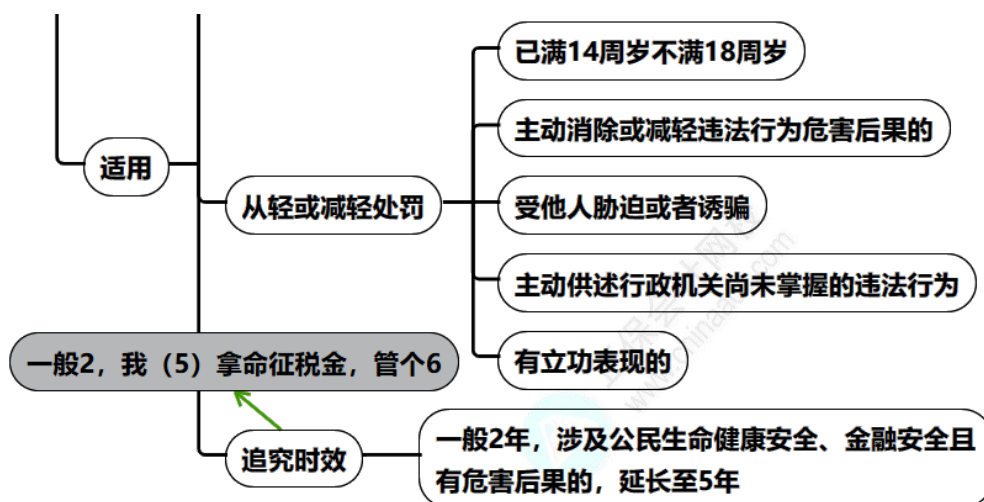 已满14周岁不满18周岁
主动消除或减轻违法行为危害后果的
适用
从轻或减轻处罚
受他人胁迫或者诱骗
主动供述行政机关尚未掌握的违法行为
有立功表现的
一般2，我（5）拿命征税金，管个6
追究时效
一般2年，涉及公民生命健康安全、金融安全且
有危害后果的，延长至5年